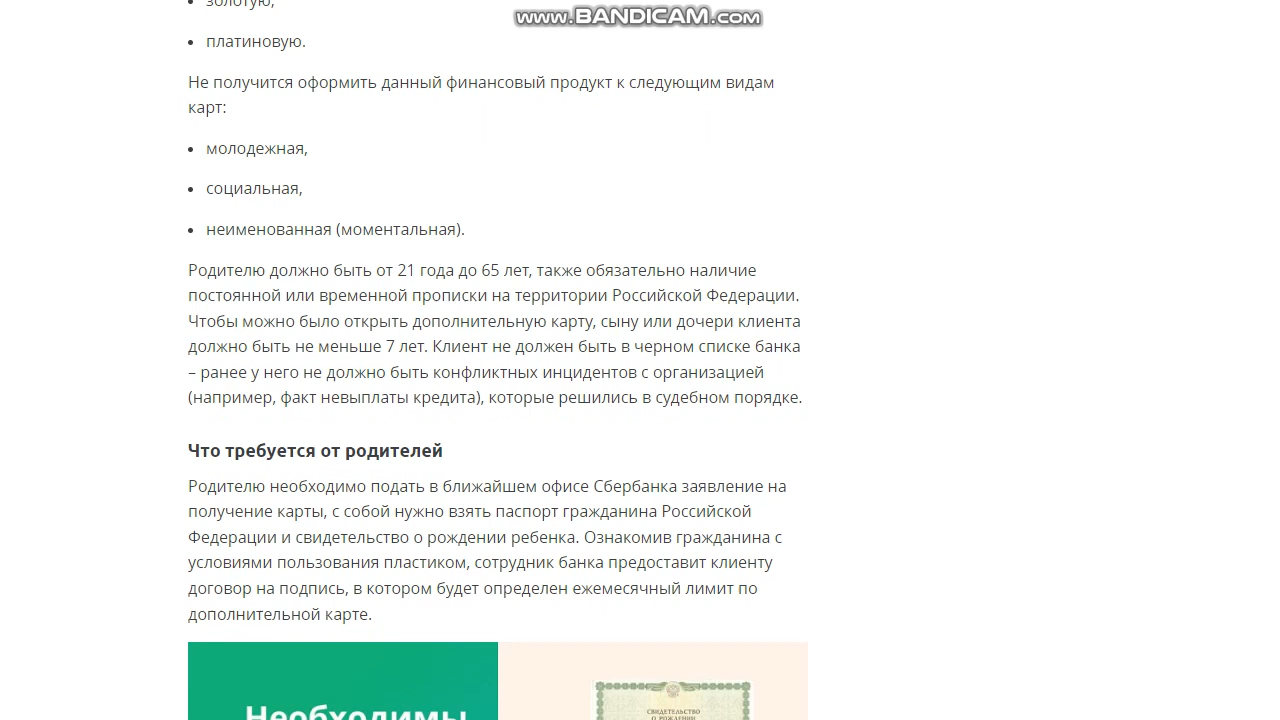 золотую,
www.BANDICAM.com
платиновую.
Не получится оформить данный финансовый продукт к следующим видам
карт:
молодежная,
социальная,
неименованная (моментальная).
Родителю должно быть от 21 года до 65 лет, также обязательно наличие
постоянной или временной прописки на территории Российской Федерации.
Чтобы можно было открыть дополнительную карту, сыну или дочери клиента
должно быть не меньше 7 лет. Клиент не должен быть в черном списке банка
– ранее у него не должно быть конфликтных инцидентов с организацией
(например, факт невыплаты кредита), которые решились в судебном порядке.
Что требуется от родителей
Родителю необходимо подать в ближайшем офисе Сбербанка заявление на
получение карты, с собой нужно взять паспорт гражданина Российской
Федерации и свидетельство о рождении ребенка. Ознакомив гражданина с
условиями пользования пластиком, сотрудник банка предоставит клиенту
договор на подпись, в котором будет определен ежемесячный лимит по
дополнительной карте.
Необходимы
СВИДЕТЕЛЬСТВО
О РОЖДЕНИИ